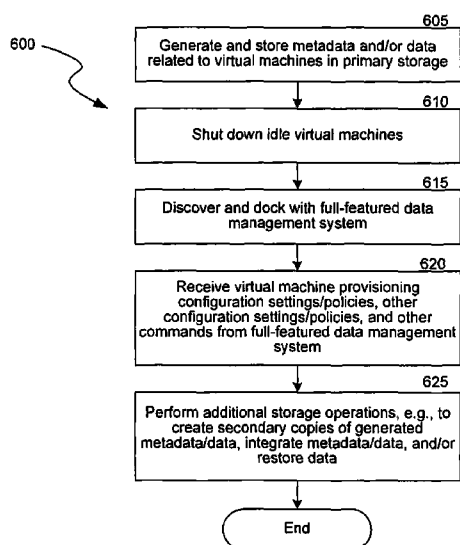 600
605
Generate and store metadata and/or data
related to virtual machines in primary storage
610
Shut down idle virtual machines
615
Discover and dock with full-featured data
management system
620
Receive virtual machine provisioning
configuration settings/policies, other
configuration settings/policies, and other
commands from full-featured data management
system
625
Perform additional storage operations, e.g., to
create secondary copies of generated
metadata/data, integrate metadata/data, and/or
restore data
End